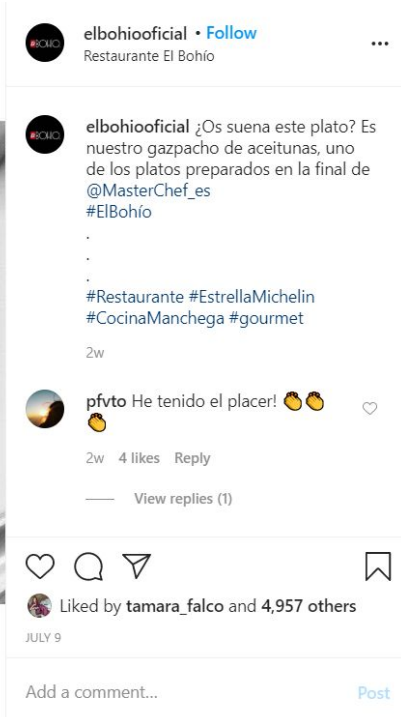 elbohiooficial • Follow
Restaurante El Bohío
elbohiooficial ¿Os suena este plato? Es
nuestro gazpacho de aceitunas, uno
de los platos preparados en la final de
@MasterChef_es
#ElBohío
.
.
.
#Restaurante #EstrellaMichelin
#CocinaManchega #gourmet
2w
pfvto He tenido el placer! 👏👏
👏
2w 4 likes Reply
View replies (1)
Liked by tamara_falco and 4,957 others
JULY 9
Add a comment... Post